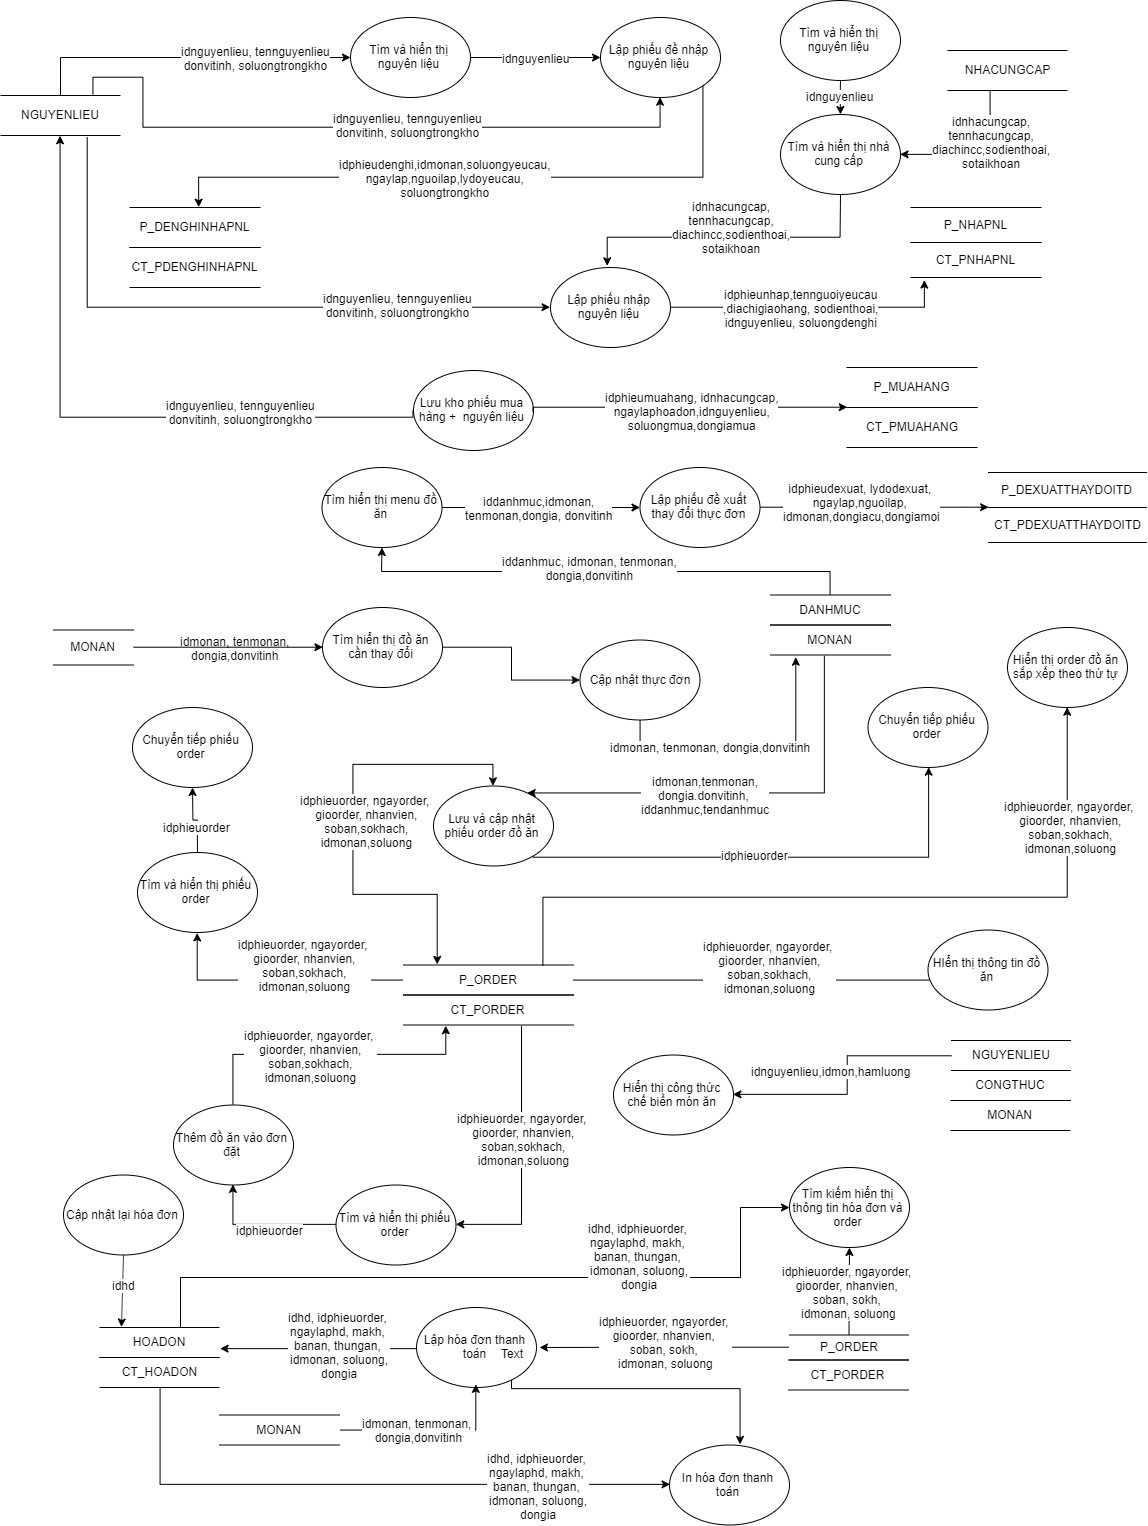 Tìm và hiển thị
nguyên liệu
idnguyenlieu, tennguyenlieu
donvitinh, soluongtrongkho
Tìm và hiển thị
nguyên liệu
idnguyenlieu
Lập phiếu đề nhập
nguyên liệu
NHACUNGCAP
idnguyenlieu
NGUYENLIEU
idnguyenlieu, tennguyenlieu
donvitinh, soluongtrongkho
idnhacungcap,
tennhacungcap,
diachincc,sodienthoai,
sotaikhoan
Tìm và hiển thị nhà
cung cấp
idphieudenghi,idmonan,soluongyeucau,
ngaylap,nguoilap,lydoyeucau,
soluongtrongkho
P_DENGHINHAPNL
CT_PDENGHINHAPNL
idnhacungcap,
tennhacungcap,
diachincc,sodienthoai,
sotaikhoan
P_NHAPNL
CT_PNHAPNL
idnguyenlieu, tennguyenlieu
donvitinh, soluongtrongkho
Lập phiếu nhập
nguyên liệu
idphieunhap,tennguoiyeucau
,diachigiaohang, sodienthoai,
idnguyenlieu, soluongdenghi
idnguyenlieu, tennguyenlieu
donvitinh, soluongtrongkho
Lưu kho phiếu mua
hàng + nguyên liệu
idphieumuahang, idnhacungcap,
ngaylaphoadon,idnguyenlieu,
soluongmua,dongiamua
P_MUAHANG
CT_PMUAHANG
Tìm hiển thị menu đồ
ăn
iddanhmuc,idmonan,
tenmonan,dongia, donvitinh
Lập phiếu đề xuất
thay đổi thực đơn
idphieudexuat, lydodexuat,
ngaylap,nguoilap,
idmonan,dongiacu,dongiamoi
P_DEXUATTHAYDOITD
CT_PDEXUATTHAYDOITD
iddanhmuc, idmonan, tenmonan,
dongia,donvitinh
DANHMUC
MONAN
MONAN
idmonan, tenmonan,
dongia,donvitinh
Tìm hiển thị đồ ăn
cần thay đổi
Cập nhật thực đơn
Hiển thị order đồ ăn
sắp xếp theo thứ tự
idmonan, tenmonan, dongia,donvitinh
Chuyển tiếp phiếu
order
Chuyển tiếp phiếu
order
idphieuorder, ngayorder,
gioorder, nhanvien,
soban,sokhach,
idmonan,soluong
Lưu và cập nhật
phiếu order đồ ăn
idmonan,tenmonan,
dongia.donvitinh,
iddanhmuc,tendanhmuc
idphieuorder, ngayorder,
gioorder, nhanvien,
soban,sokhach,
idmonan,soluong
idphieuorder
idphieuorder
Tìm và hiển thị phiếu
order
idphieuorder, ngayorder,
gioorder, nhanvien,
soban,sokhach,
idmonan,soluong
P_ORDER
CT_PORDER
idphieuorder, ngayorder,
gioorder, nhanvien,
soban,sokhach,
idmonan,soluong
HIển thị thông tin đồ
ăn
idphieuorder, ngayorder,
gioorder, nhanvien,
soban,sokhach,
idmonan,soluong
Hiển thị công thức
chế biến món ăn
idnguyenlieu,idmon,hamluong
NGUYENLIEU
CONGTHUC
MONAN
Thêm đồ ăn vào đơn
đặt
idphieuorder, ngayorder,
gioorder, nhanvien,
soban,sokhach,
idmonan,soluong
Cập nhật lại hóa đơn
idphieuorder
Tìm và hiển thị phiếu
order
Tìm kiếm hiển thị
thông tin hóa đơn và
order
idhd, idphieuorder,
ngaylaphd, makh,
banan, thungan,
idmonan, soluong,
dongia
idhd
idphieuorder, ngayorder,
gioorder, nhanvien,
soban, sokh,
idmonan, soluong
HOADON
CT_HOADON
idhd, idphieuorder,
ngaylaphd, makh,
banan, thungan,
idmonan, soluong,
dongia
Lập hóa đơn thanh
toán Text
idphieuorder, ngayorder,
gioorder, nhanvien,
soban, sokh,
idmonan, soluong
P_ORDER
CT_PORDER
MONAN
idmonan, tenmonan,
dongia,donvitinh
idhd, idphieuorder,
ngaylaphd, makh,
banan, thungan,
idmonan, soluong,
dongia
In hóa đơn thanh
toán